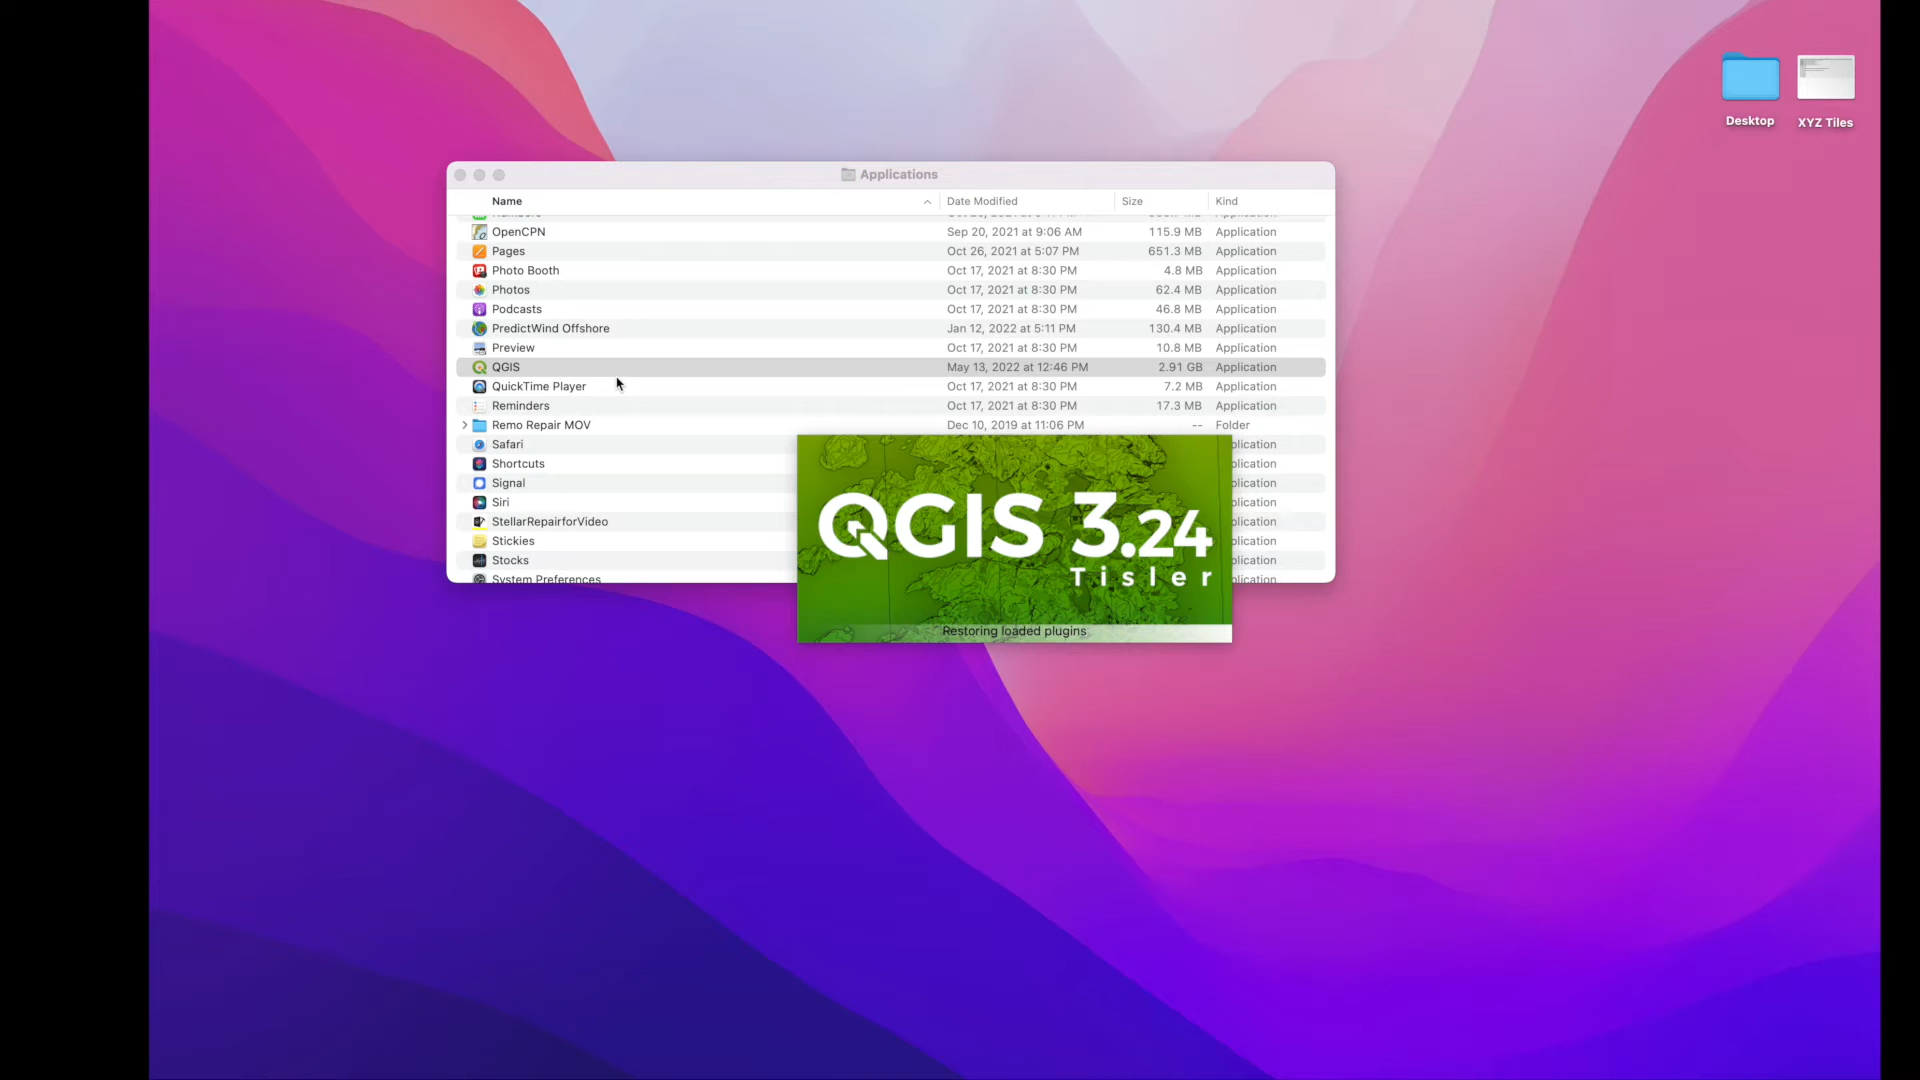 Desktop
XYZ Tiles
Applications
Name Date Modified Size Kind
OpenCPN Sep 20, 2021 at 9:06 AM 115.9 MB Application
Pages Oct 26, 2021 at 5:07 PM 651.3 MB Application
Photo Booth Oct 17, 2021 at 8:30 PM 4.8 MB Application
Photos Oct 17, 2021 at 8:30 PM 62.4 MB Application
Podcasts Oct 17, 2021 at 8:30 PM 46.8 MB Application
PredictWind Offshore Jan 12, 2022 at 5:11 PM 130.4 MB Application
Preview Oct 17, 2021 at 8:30 PM 10.8 MB Application
QGIS May 13, 2022 at 12:46 PM 2.91 GB Application
QuickTime Player Oct 17, 2021 at 8:30 PM 7.2 MB Application
Reminders Oct 17, 2021 at 8:30 PM 17.3 MB Application
Remo Repair MOV Dec 10, 2019 at 11:06 PM -- Folder
Safari plication
Shortcuts plication
Signal plication
Siri plication
StellarRepairforVideo plication
Stickies plication
Stocks plication
System Preferences plication
QGIS 3.24
Tisler
Restoring loaded plugins